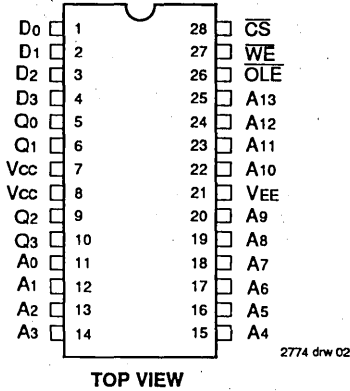 D0 1 28 C̅S̅
D1 2 27 W̅E̅
D2 3 26 O̅L̅E̅
D3 4 25 A13
Q0 5 24 A12
Q1 6 23 A11
Vcc 7 22 A10
Vcc 8 21 VEE
Q2 9 20 A9
Q3 10 19 A8
A0 11 18 A7
A1 12 17 A6
A2 13 16 A5
A3 14 15 A4
2774 drw 02
TOP VIEW